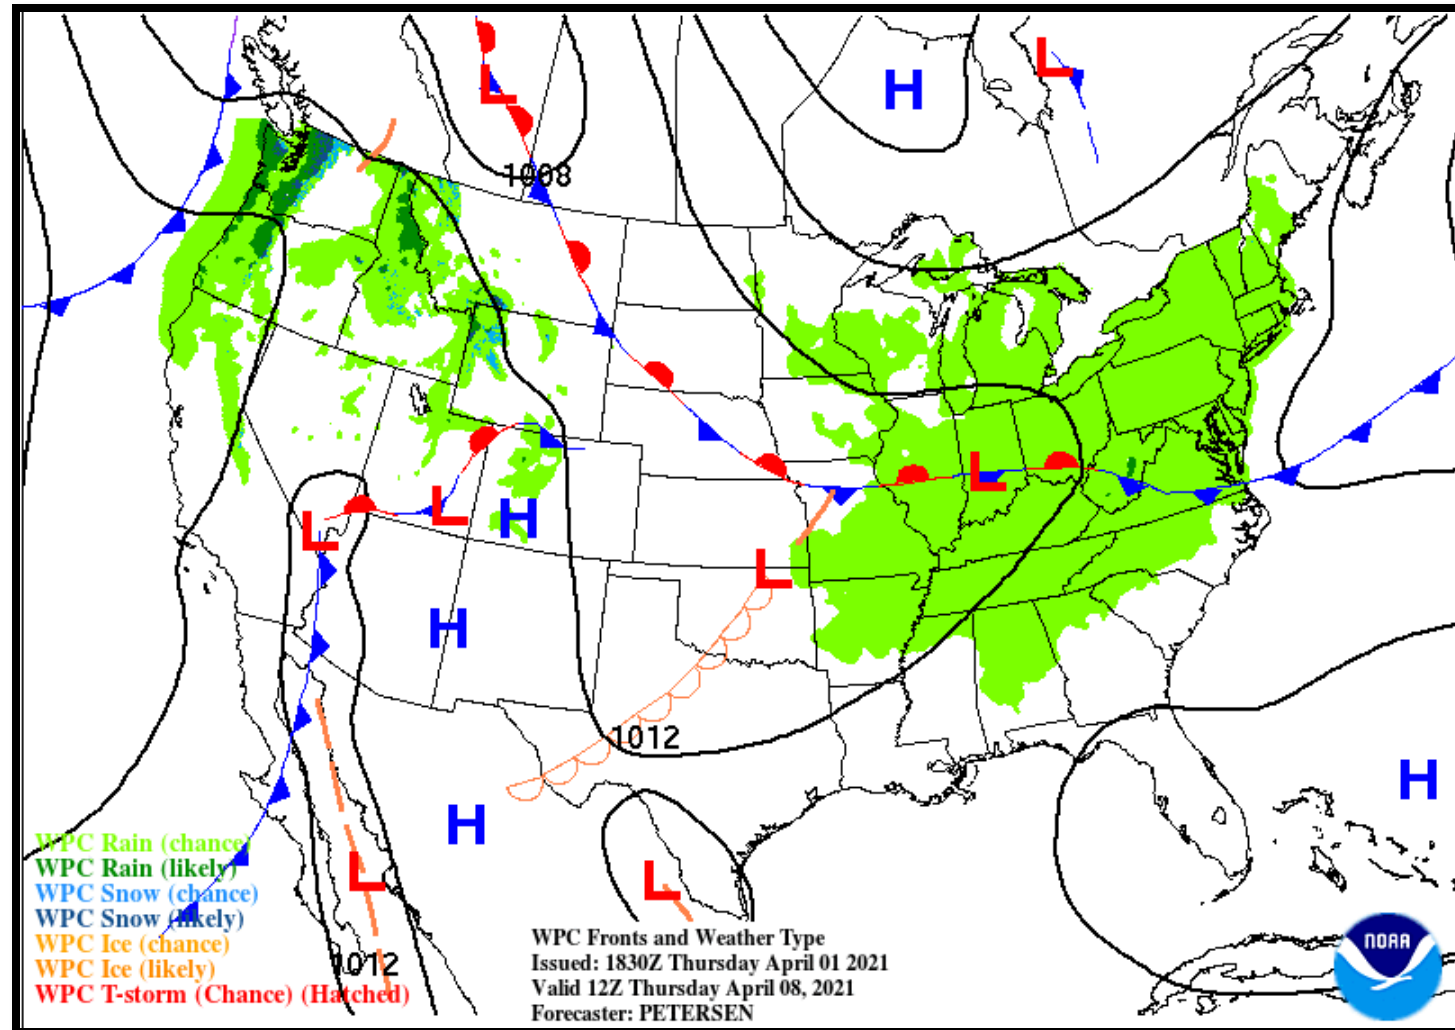 L
H
L
1008
L
L
H
L
L
H
1012
H
H
L
L
1012
WPC Rain (chance)
WPC Rain (likely)
WPC Snow (chance)
WPC Snow (likely)
WPC Ice (chance)
WPC Ice (likely)
WPC T-storm (Chance) (Hatched)
WPC Fronts and Weather Type
Issued: 1830Z Thursday April 01 2021
Valid 12Z Thursday April 08, 2021
Forecaster: PETERSEN
NOAA